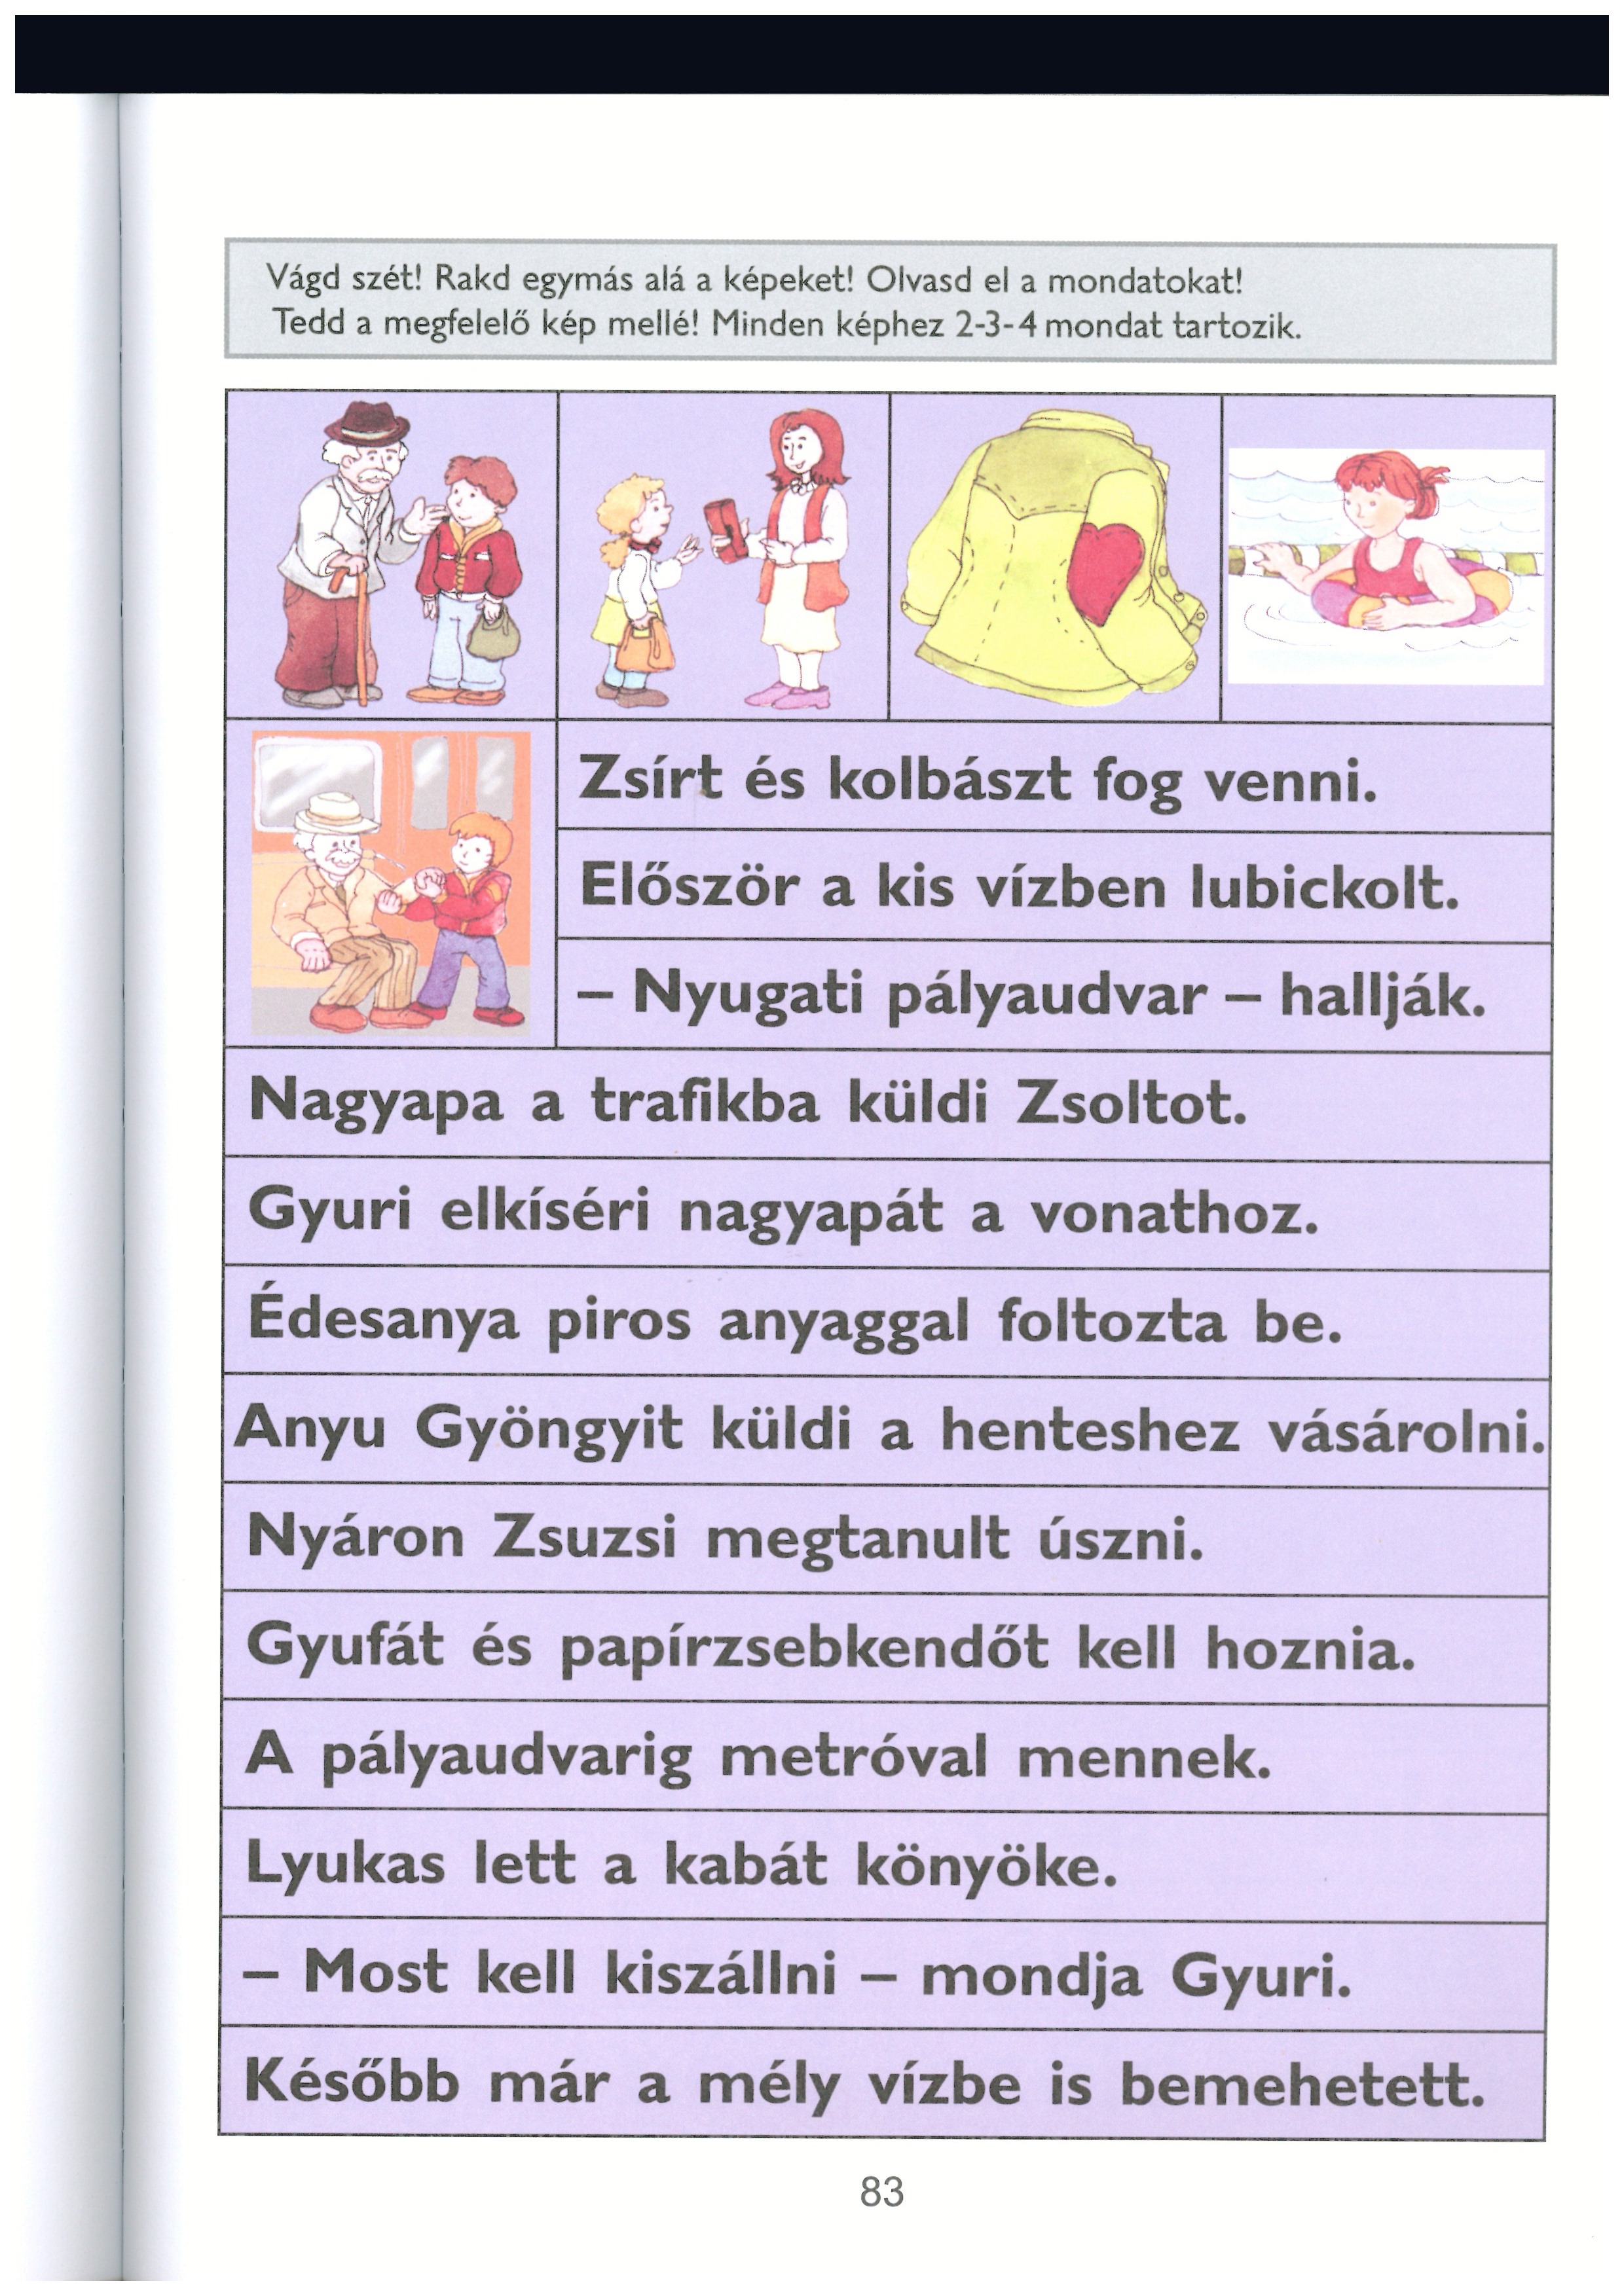 Vágd szét! Rakd egymás alá a képeket! Olvasd el a mondatokat!
Tedd a megfelelő kép mellé! Minden képhez 2-3-4 mondat tartozik.
Zsírt és kolbászt fog venni.
Először a kis vízben lubickolt.
– Nyugati pályaudvar – hallják.
Nagyapa a trafikba küldi Zsoltot.
Gyuri elkíséri nagyapát a vonathoz.
Édesanya piros anyaggal foltozta be.
Anyu Gyöngyit küldi a henteshez vásárolni.
Nyáron Zsuzsi megtanult úszni.
Gyufát és papírzsebkendőt kell hoznia.
A pályaudvarig metróval mennek.
Lyukas lett a kabát könyöke.
– Most kell kiszállni – mondja Gyuri.
Később már a mély vízbe is bemehetett.
83